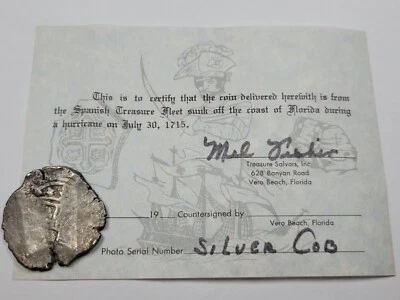 This is to certify that the coin delivered herewith is from
the Spanish Treasure Fleet sunk off the coast of Florida during
a hurricane on July 30, 1715.
Mel Fisher
Treasure Salvors, Inc.
628 Banyan Road
Vero Beach, Florida
19 Countersigned by
Vero Beach, Florida
Photo Serial Number SILVER COB